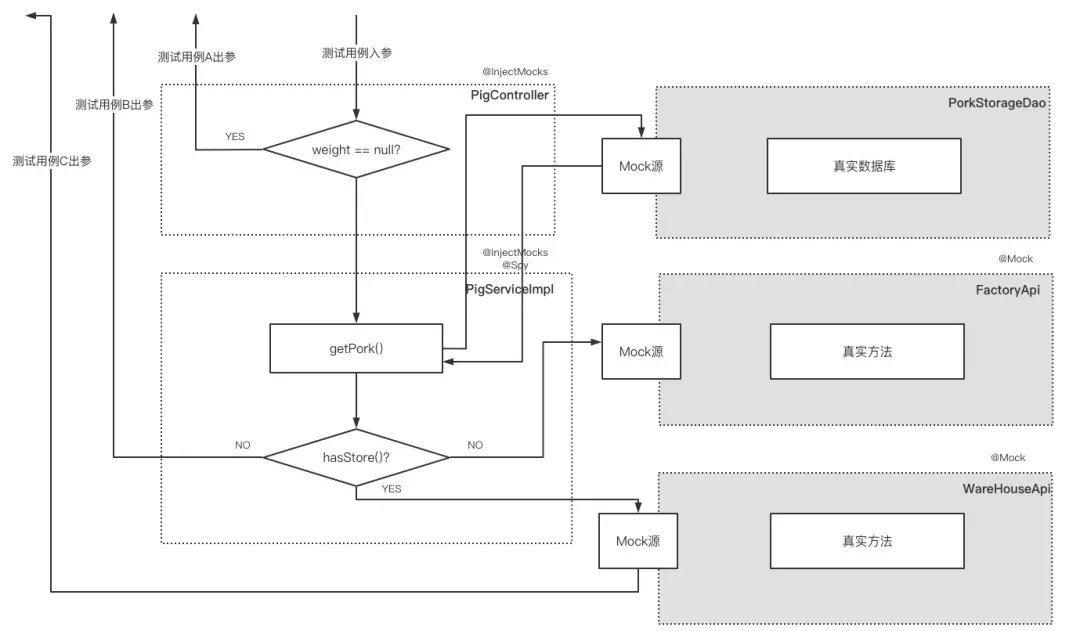 测试用例A出参
测试用例入参
@InjectMocks
PigController
测试用例B出参
PorkStorageDao
YES
weight == null?
测试用例C出参
Mock源
真实数据库
@InjectMocks
@Spy
@Mock
PigServiceImpl
FactoryApi
getPork()
Mock源
真实方法
NO
NO
hasStore()?
@Mock
YES
WareHouseApi
Mock源
真实方法